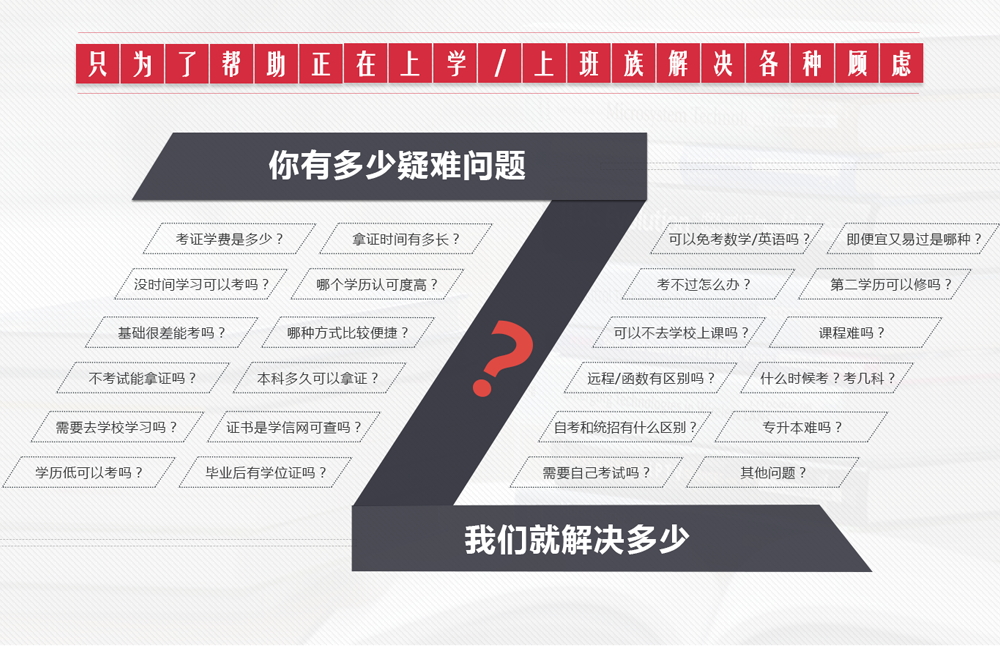 只为了帮助正在上学/上班族解决各种顾虑
你有多少疑难问题
考证学费是多少？
拿证时间有多长？
没时间学习可以考吗？
哪个学历认可度高？
基础很差能考吗？
哪种方式比较便捷？
不考试能拿证吗？
本科多久可以拿证？
需要去学校学习吗？
证书是学信网可查吗？
学历低可以考吗？
毕业后有学位证吗？
?
可以免考数学/英语吗？
即便宜又易过是哪种？
考不过怎么办？
第二学历可以修吗？
可以不去学校上课吗？
课程难吗？
远程/函数有区别吗？
什么时候考？考几科？
自考和统招有什么区别？
专升本难吗？
需要自己考试吗？
其他问题？
我们就解决多少